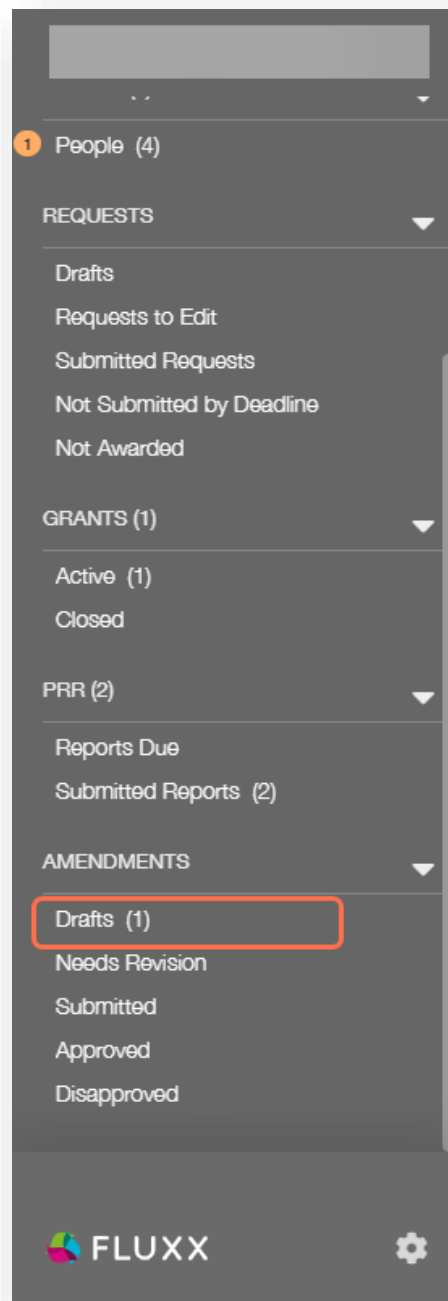 1 People (4)
REQUESTS
Drafts
Requests to Edit
Submitted Requests
Not Submitted by Deadline
Not Awarded
GRANTS (1)
Active (1)
Closed
PRR (2)
Reports Due
Submitted Reports (2)
AMENDMENTS
Drafts (1)
Needs Revision
Submitted
Approved
Disapproved
FLUXX